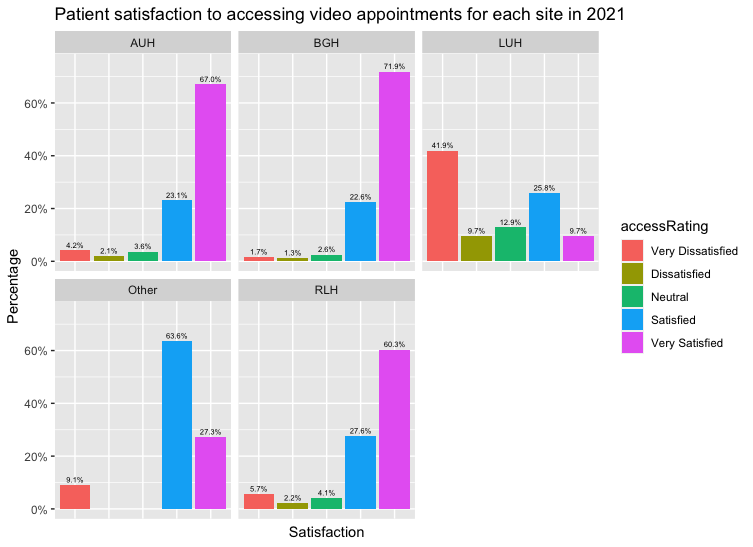 Patient satisfaction to accessing video appointments for each site in 2021
AUH
BGH
LUH
60%
40%
20%
0%
4.2%
2.1%
3.6%
23.1%
67.0%
1.7%
1.3%
2.6%
22.6%
71.9%
41.9%
9.7%
12.9%
25.8%
9.7%
Percentage
Other
RLH
60%
40%
20%
0%
9.1%
63.6%
27.3%
5.7%
2.2%
4.1%
27.6%
60.3%
Satisfaction
accessRating
Very Dissatisfied
Dissatisfied
Neutral
Satisfied
Very Satisfied